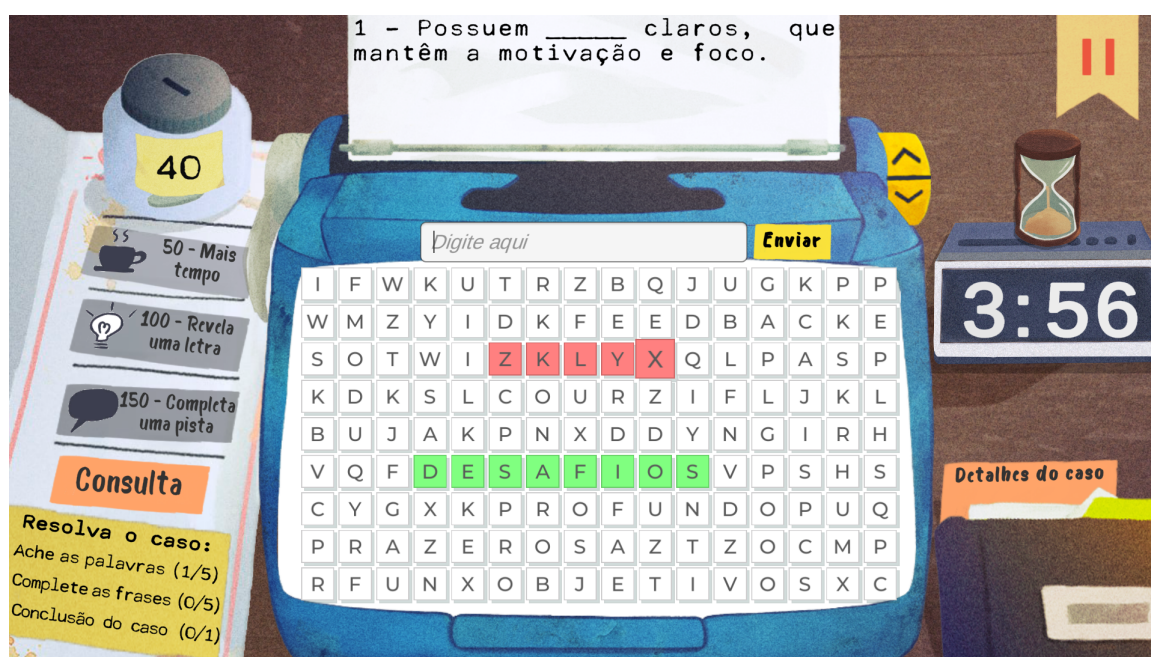 1 - Possuem _____ claros, que
mantêm a motivação e foco.
40
50 - Mais
tempo
100 - Revela
uma letra
150 - Completa
uma pista
Consulta
Resolva o caso:
Ache as palavras (1/5)
Complete as frases (0/5)
Conclusão do caso (0/1)
Digite aqui
Enviar
I F W K U T R Z B Q J U G K P P
W M Z Y I D K F E E D B A C K E
S O T W I Z K L Y X Q L P A S P
K D K S L C O U R Z I F L J K L
B U J A K P N X D D Y N G I R H
V Q F D E S A F I O S V P S H S
C Y G X K P R O F U N D O P U Q
P R A Z E R O S A Z T Z O C M P
R F U N X O B J E T I V O S X C
3:56
Detalhes do caso